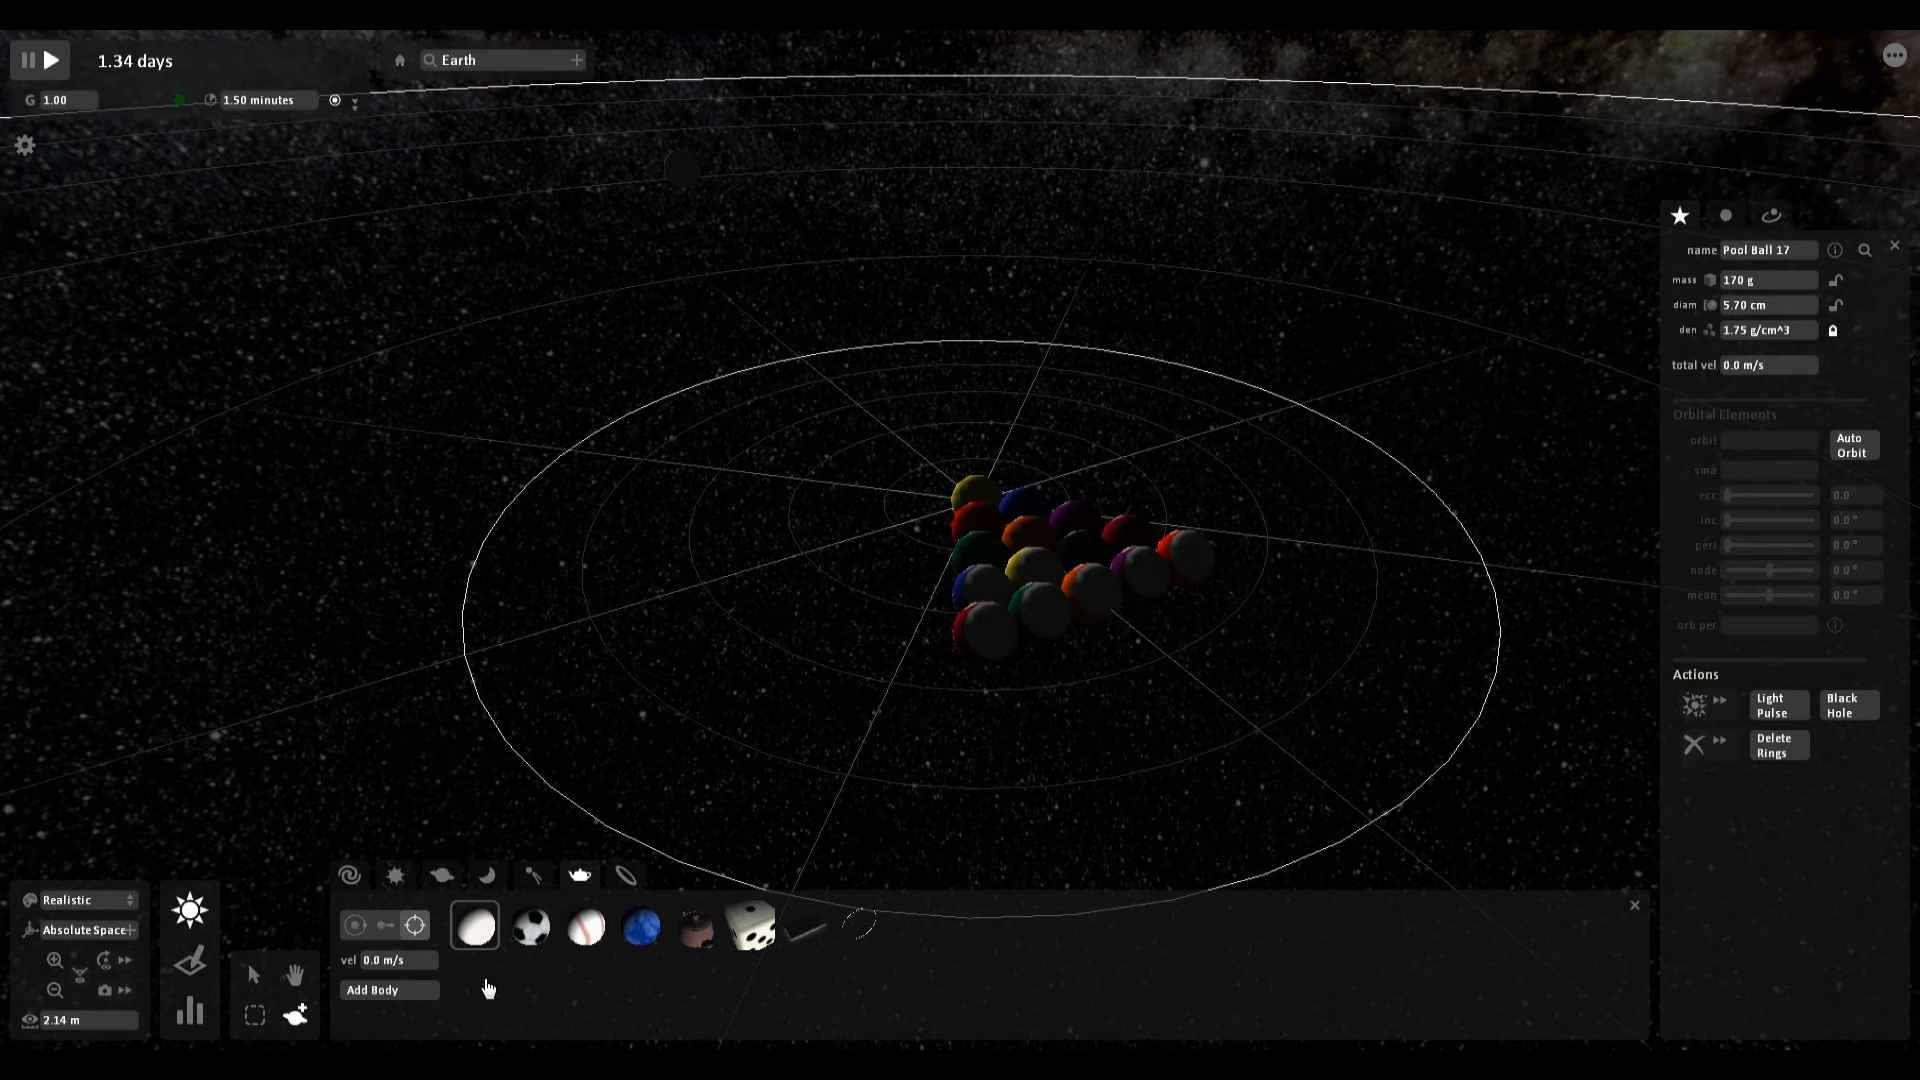 1.34 days
Earth
G 1.00
1.50 minutes
name Pool Ball 17
mass 170 g
diam 5.70 cm
den 1.75 g/cm^3
total vel 0.0 m/s
Orbital Elements
orbit
Auto
Orbit
sma
ecc 0.0
inc 0.0°
peri 0.0°
node 0.0°
mean 0.0°
orb per
Actions
Light
Pulse
Black
Hole
Delete
Rings
Realistic
Absolute Space
2.14 m
vel 0.0 m/s
Add Body